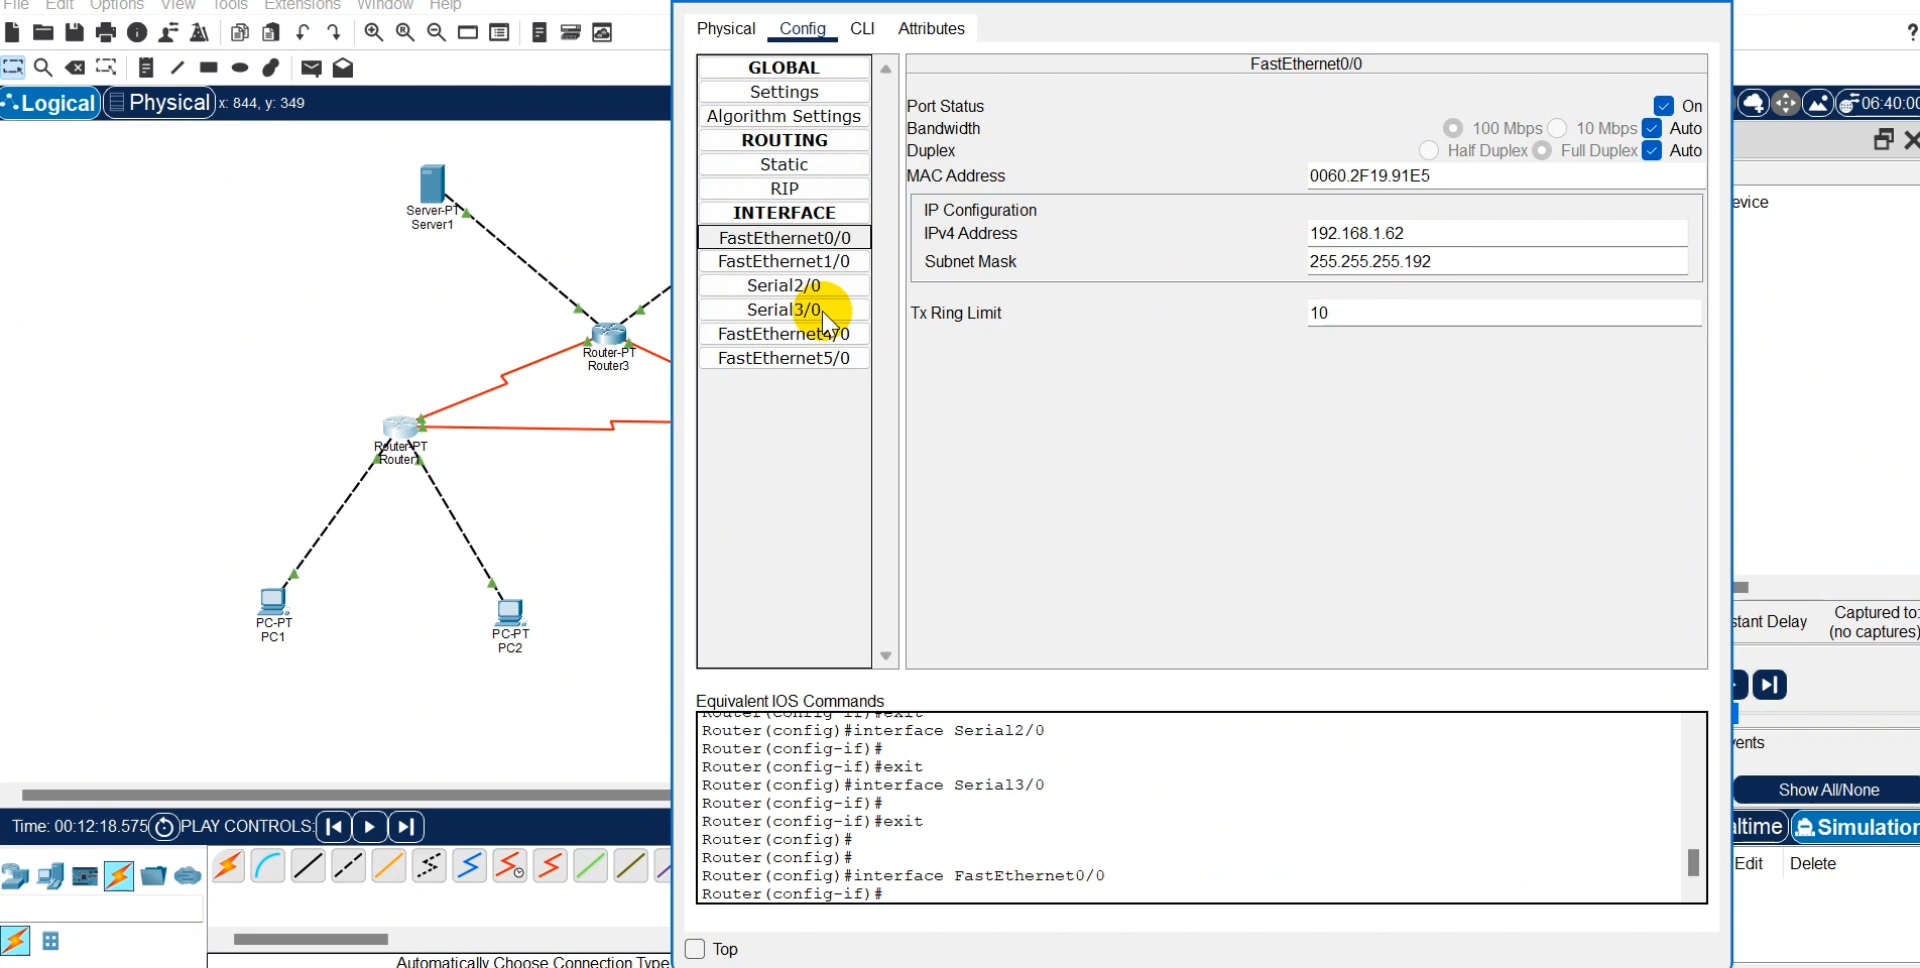 File Edit Options View Tools Extensions Window Help
Logical Physical x: 844, y: 349
Server-PT
Server1
Router-PT
Router3
Router-PT
Router1
PC-PT
PC1
PC-PT
PC2
Time: 00:12:18.575 PLAY CONTROLS:
Automatically Choose Connection Type
Physical Config CLI Attributes
GLOBAL
Settings
Algorithm Settings
ROUTING
Static
RIP
INTERFACE
FastEthernet0/0
FastEthernet1/0
Serial2/0
Serial3/0
FastEthernet4/0
FastEthernet5/0
FastEthernet0/0
Port Status On
Bandwidth 100 Mbps 10 Mbps Auto
Duplex Half Duplex Full Duplex Auto
MAC Address 0060.2F19.91E5
IP Configuration
IPv4 Address 192.168.1.62
Subnet Mask 255.255.255.192
Tx Ring Limit 10
Equivalent IOS Commands
Router(config-if)#exit
Router(config)#interface Serial2/0
Router(config-if)#
Router(config-if)#exit
Router(config)#interface Serial3/0
Router(config-if)#
Router(config-if)#exit
Router(config)#
Router(config)#
Router(config)#interface FastEthernet0/0
Router(config-if)#
Top
?
06:40:00
evice
stant Delay
Captured to:
(no captures)
vents
Show All/None
altime Simulation
Edit Delete